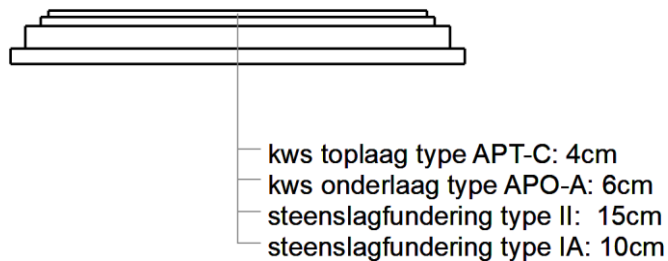 kws toplaag type APT-C: 4cm
kws onderlaag type APO-A: 6cm
steenslagfundering type II:  15cm
steenslagfundering type IA: 10cm